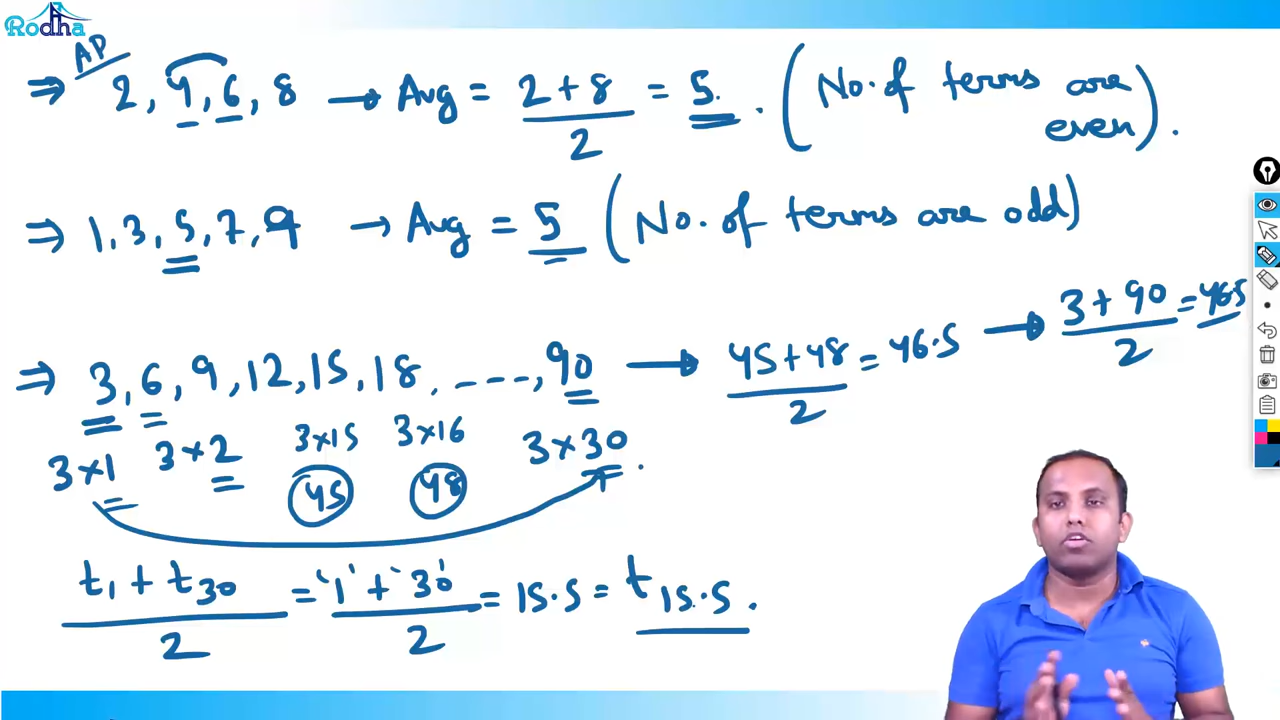 Rodha
AP
⇒ 2, 4, 6, 8 → Avg = (2+8)/2 = 5. (No. of terms are even).
⇒ 1, 3, 5, 7, 9 → Avg = 5 (No. of terms are odd)
⇒ 3, 6, 9, 12, 15, 18, ----, 90 → (45+48)/2 = 46.5 → (3+90)/2 = 46.5
3×1 3×2 3×15 3×16 3×30.
45 48
(t₁ + t₃₀)/2 = ('1' + '30')/2 = 15.5 = t₁₅.₅.